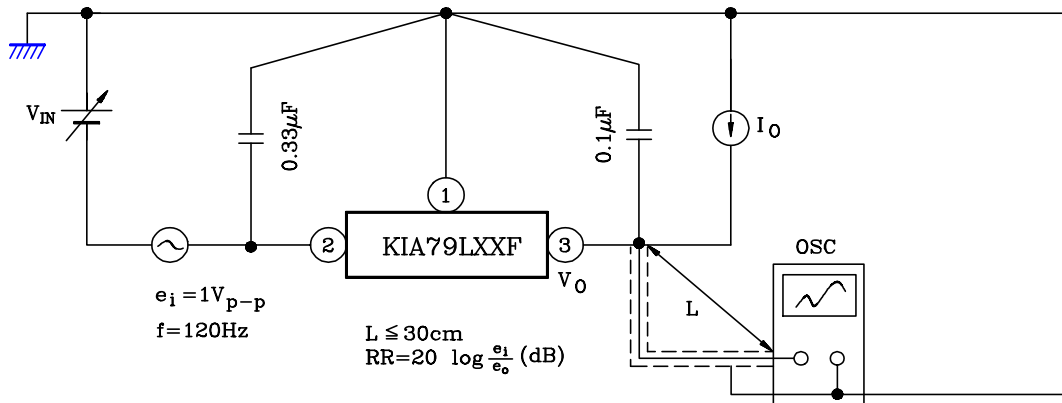 V_IN
0.33μF
0.1μF
I_O
1
2
KIA79LXXF
3
V_O
OSC
e_i =1V_p-p
f=120Hz
L
L ≦ 30cm
RR=20 log e_i/e_o (dB)